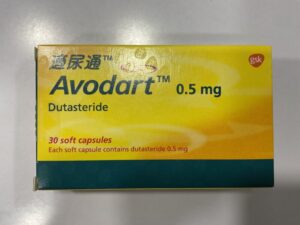 適尿通™
gsk
Avodart™ 0.5 mg
Dutasteride
30 soft capsules
Each soft capsule contains dutasteride 0.5 mg